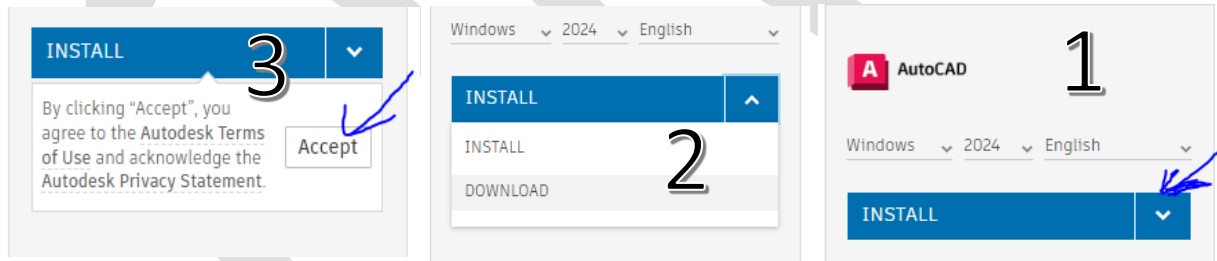 INSTALL
3
By clicking “Accept”, you
agree to the Autodesk Terms
of Use and acknowledge the
Autodesk Privacy Statement.
Accept
Windows 2024 English
INSTALL
INSTALL
2
DOWNLOAD
A AutoCAD
1
Windows 2024 English
INSTALL